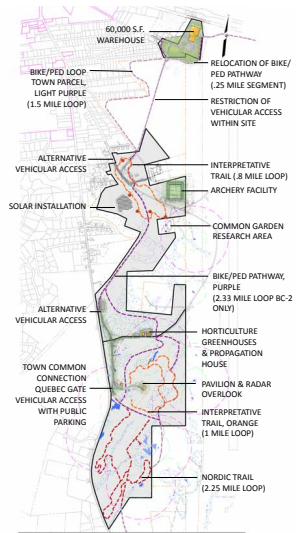 60,000 S.F.
WAREHOUSE
RELOCATION OF BIKE/
PED PATHWAY
(.25 MILE SEGMENT)
BIKE/PED LOOP
TOWN PARCEL,
LIGHT PURPLE
(1.5 MILE LOOP)
RESTRICTION OF
VEHICULAR ACCESS
WITHIN SITE
ALTERNATIVE
VEHICULAR ACCESS
INTERPRETATIVE
TRAIL (.8 MILE LOOP)
ARCHERY FACILITY
SOLAR INSTALLATION
COMMON GARDEN
RESEARCH AREA
BIKE/PED PATHWAY,
PURPLE
(2.33 MILE LOOP BC-2
ONLY)
ALTERNATIVE
VEHICULAR ACCESS
HORTICULTURE
GREENHOUSES
& PROPAGATION
HOUSE
TOWN COMMON
CONNECTION
QUEBEC GATE
VEHICULAR ACCESS
WITH PUBLIC
PARKING
PAVILION & RADAR
OVERLOOK
INTERPRETATIVE
TRAIL, ORANGE
(1 MILE LOOP)
NORDIC TRAIL
(2.25 MILE LOOP)